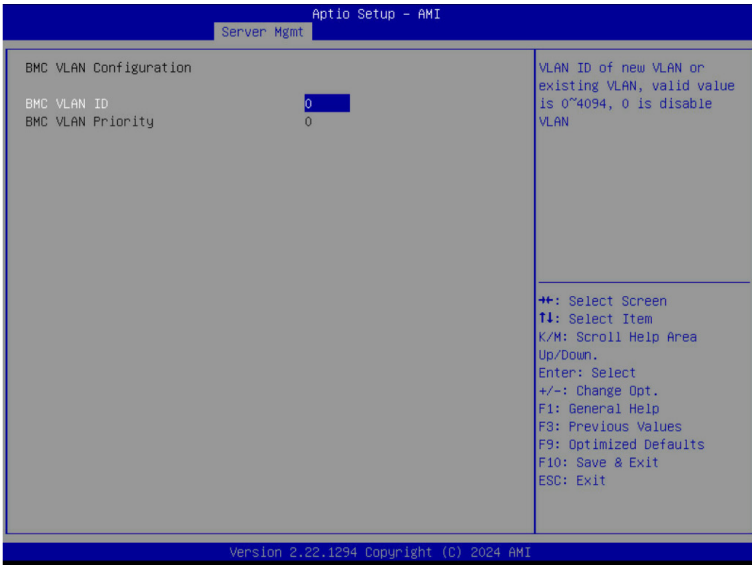 Aptio Setup - AMI
Server Mgmt
BMC VLAN Configuration
BMC VLAN ID 0
BMC VLAN Priority 0
VLAN ID of new VLAN or
existing VLAN, valid value
is 0~4094, 0 is disable
VLAN
→←: Select Screen
↑↓: Select Item
K/M: Scroll Help Area
Up/Down.
Enter: Select
+/-: Change Opt.
F1: General Help
F3: Previous Values
F9: Optimized Defaults
F10: Save & Exit
ESC: Exit
Version 2.22.1294 Copyright (C) 2024 AMI